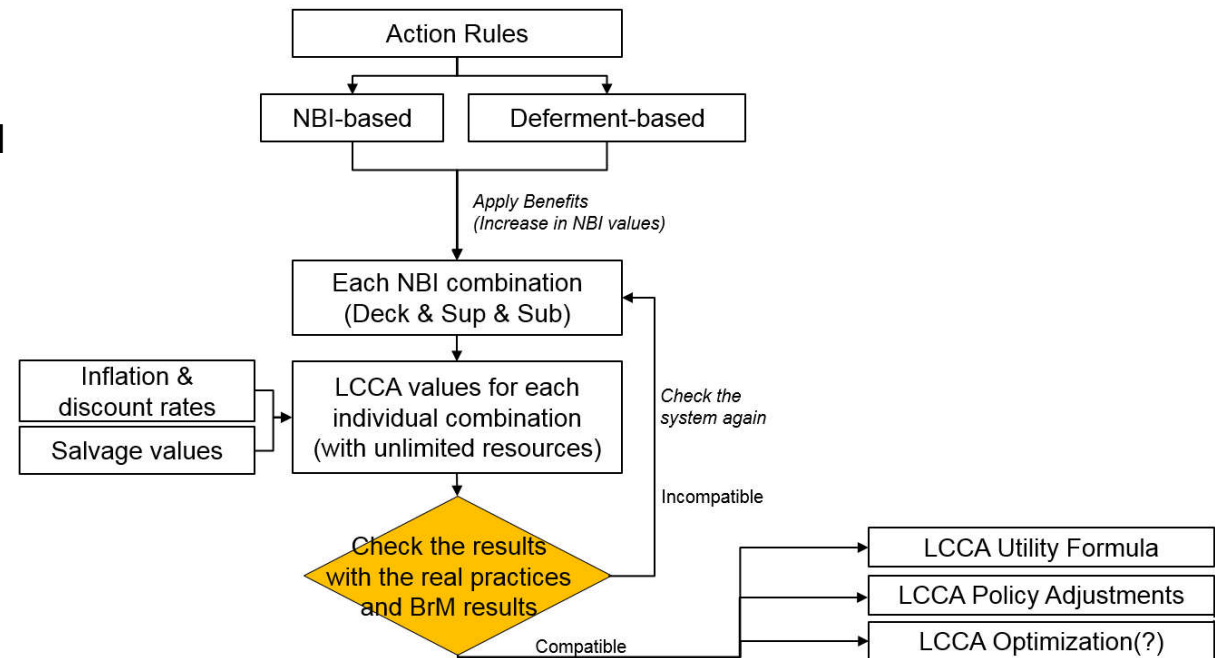 Action Rules
NBI-based
Deferment-based
Apply Benefits
(Increase in NBI values)
Each NBI combination
(Deck & Sup & Sub)
Inflation &
discount rates
Salvage values
LCCA values for each
individual combination
(with unlimited resources)
Check the
system again
Incompatible
Check the results
with the real practices
and BrM results
Compatible
LCCA Utility Formula
LCCA Policy Adjustments
LCCA Optimization(?)